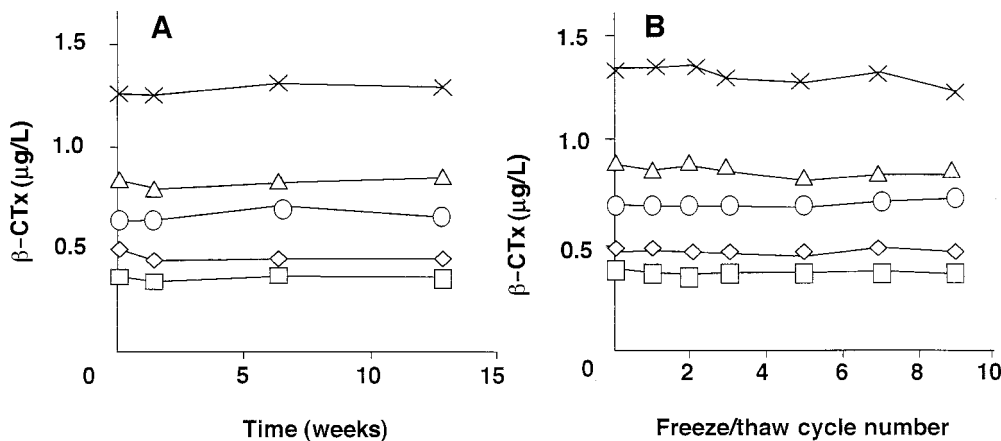 A
1.5
1.0
0.5
0
5
10
15
β-CTx (µg/L)
Time (weeks)
B
1.5
1.0
0.5
0
2
4
6
8
10
β-CTx (µg/L)
Freeze/thaw cycle number